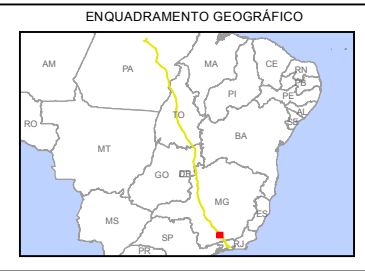 ENQUADRAMENTO GEOGRÁFICO
AM
PA
MA
CE
RN
PB
PI
PE
AL
SE
TO
RO
BA
MT
GO
DF
MG
ES
MS
SP
RJ
PR